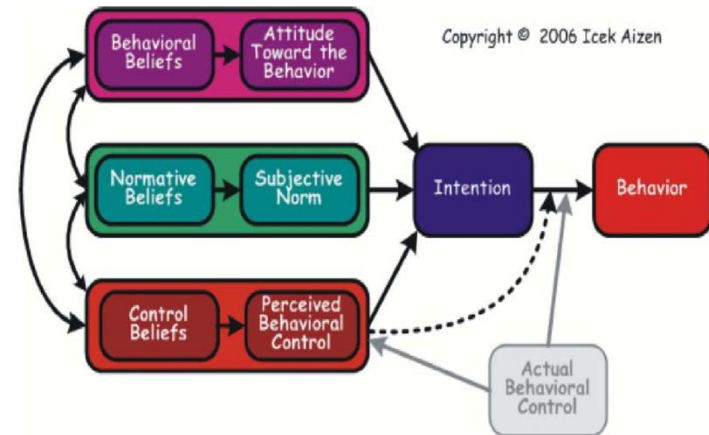 Copyright © 2006 Icek Aizen
Behavioral
Beliefs
Attitude
Toward the
Behavior
Normative
Beliefs
Subjective
Norm
Intention
Behavior
Control
Beliefs
Perceived
Behavioral
Control
Actual
Behavioral
Control